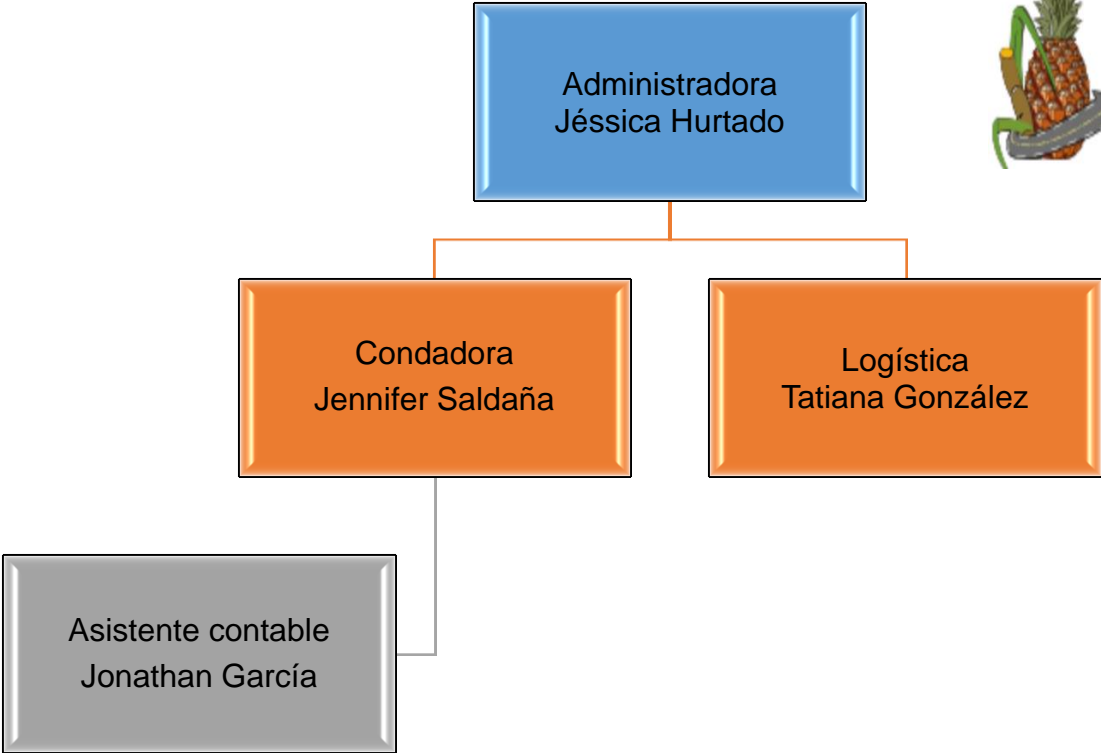 Administradora
Jéssica Hurtado
Condadora
Jennifer Saldaña
Logística
Tatiana González
Asistente contable
Jonathan García